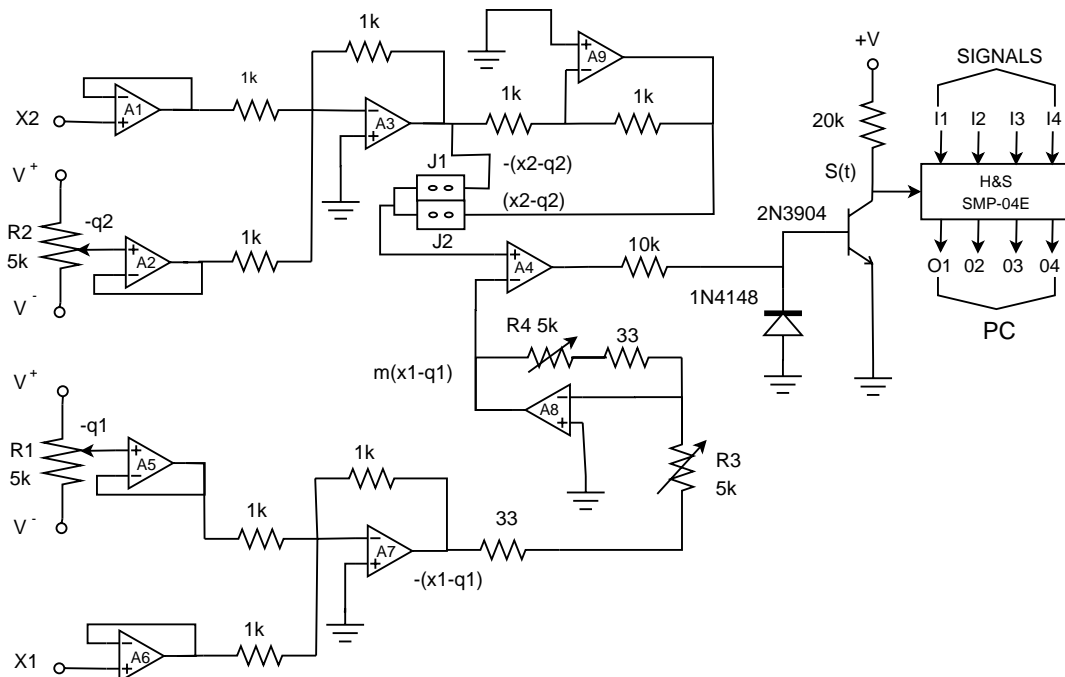 1k
+V
SIGNALS
A9
1k
1k
1k
I1 I2 I3 I4
A1
20k
X2
A3
J1
-(x2-q2)
S(t)
V+
(x2-q2)
H&S
SMP-04E
-q2
1k
2N3904
R2
5k
A2
J2
A4
10k
O1 02 03 04
V-
1N4148
R4 5k
33
PC
m(x1-q1)
V+
A8
-q1
R1
5k
A5
1k
R3
5k
V-
1k
33
A7
-(x1-q1)
1k
X1
A6